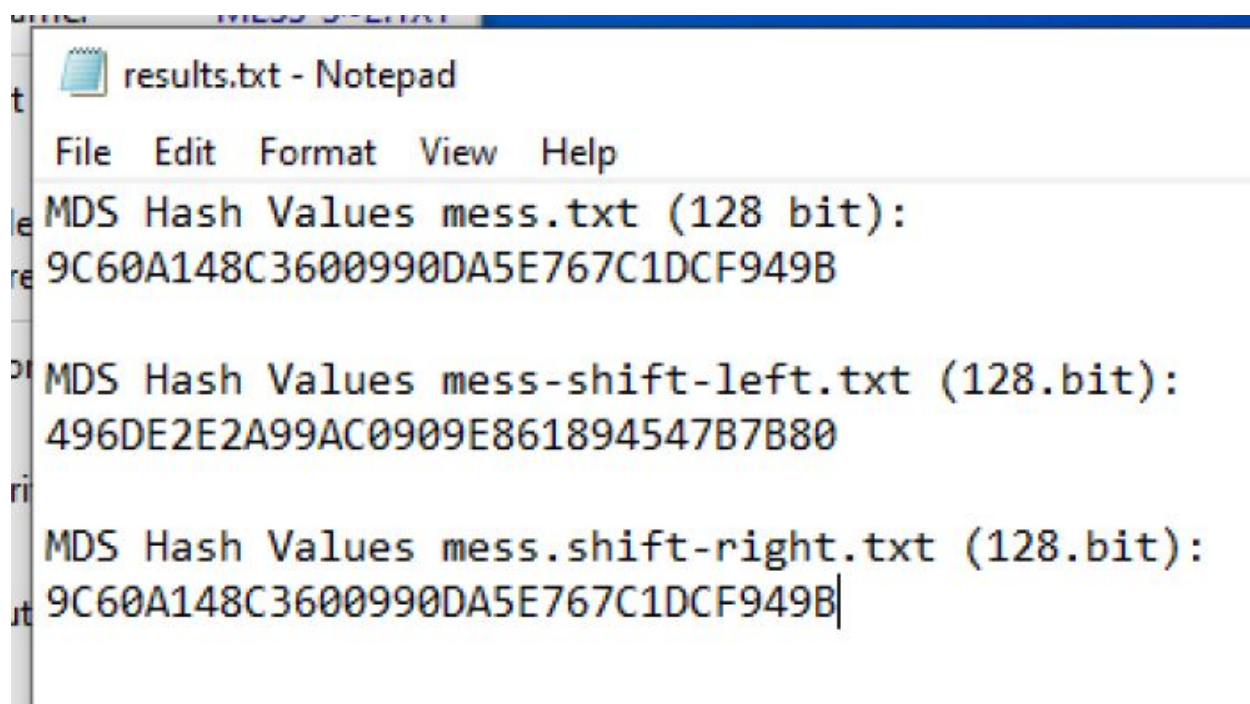 results.txt - Notepad
File Edit Format View Help
MDS Hash Values mess.txt (128 bit):
9C60A148C3600990DA5E767C1DCF949B
MDS Hash Values mess-shift-left.txt (128.bit):
496DE2E2A99AC0909E861894547B7B80
MDS Hash Values mess.shift-right.txt (128.bit):
9C60A148C3600990DA5E767C1DCF949B